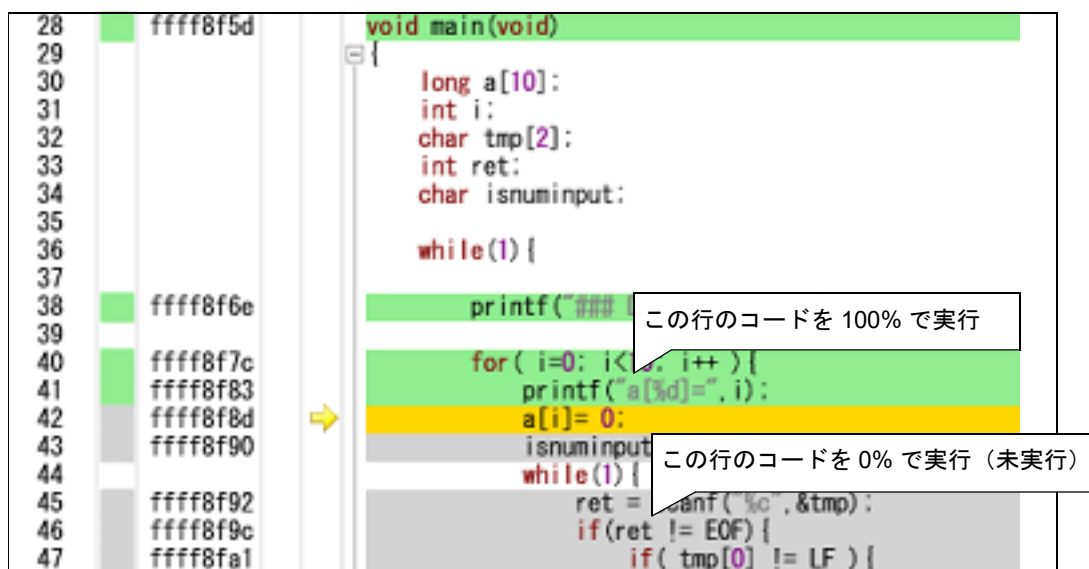 28 ffff8f5d void main(void)
29 {
30 long a[10];
31 int i;
32 char tmp[2];
33 int ret;
34 char isnuminput;
35
36 while(1){
37
38 ffff8f6e printf("###
この行のコードを 100% で実行
39
40 ffff8f7c for( i=0; i< i++ ){
41 ffff8f83 printf("a[%d]=",i);
42 ffff8f8d a[i]= 0;
43 ffff8f90 isnuminput
この行のコードを 0% で実行（未実行）
44 while(1){
45 ffff8f92 ret = canf("%c",&tmp);
46 ffff8f9c if(ret != EOF){
47 ffff8fa1 if( tmp[0] != LF ){